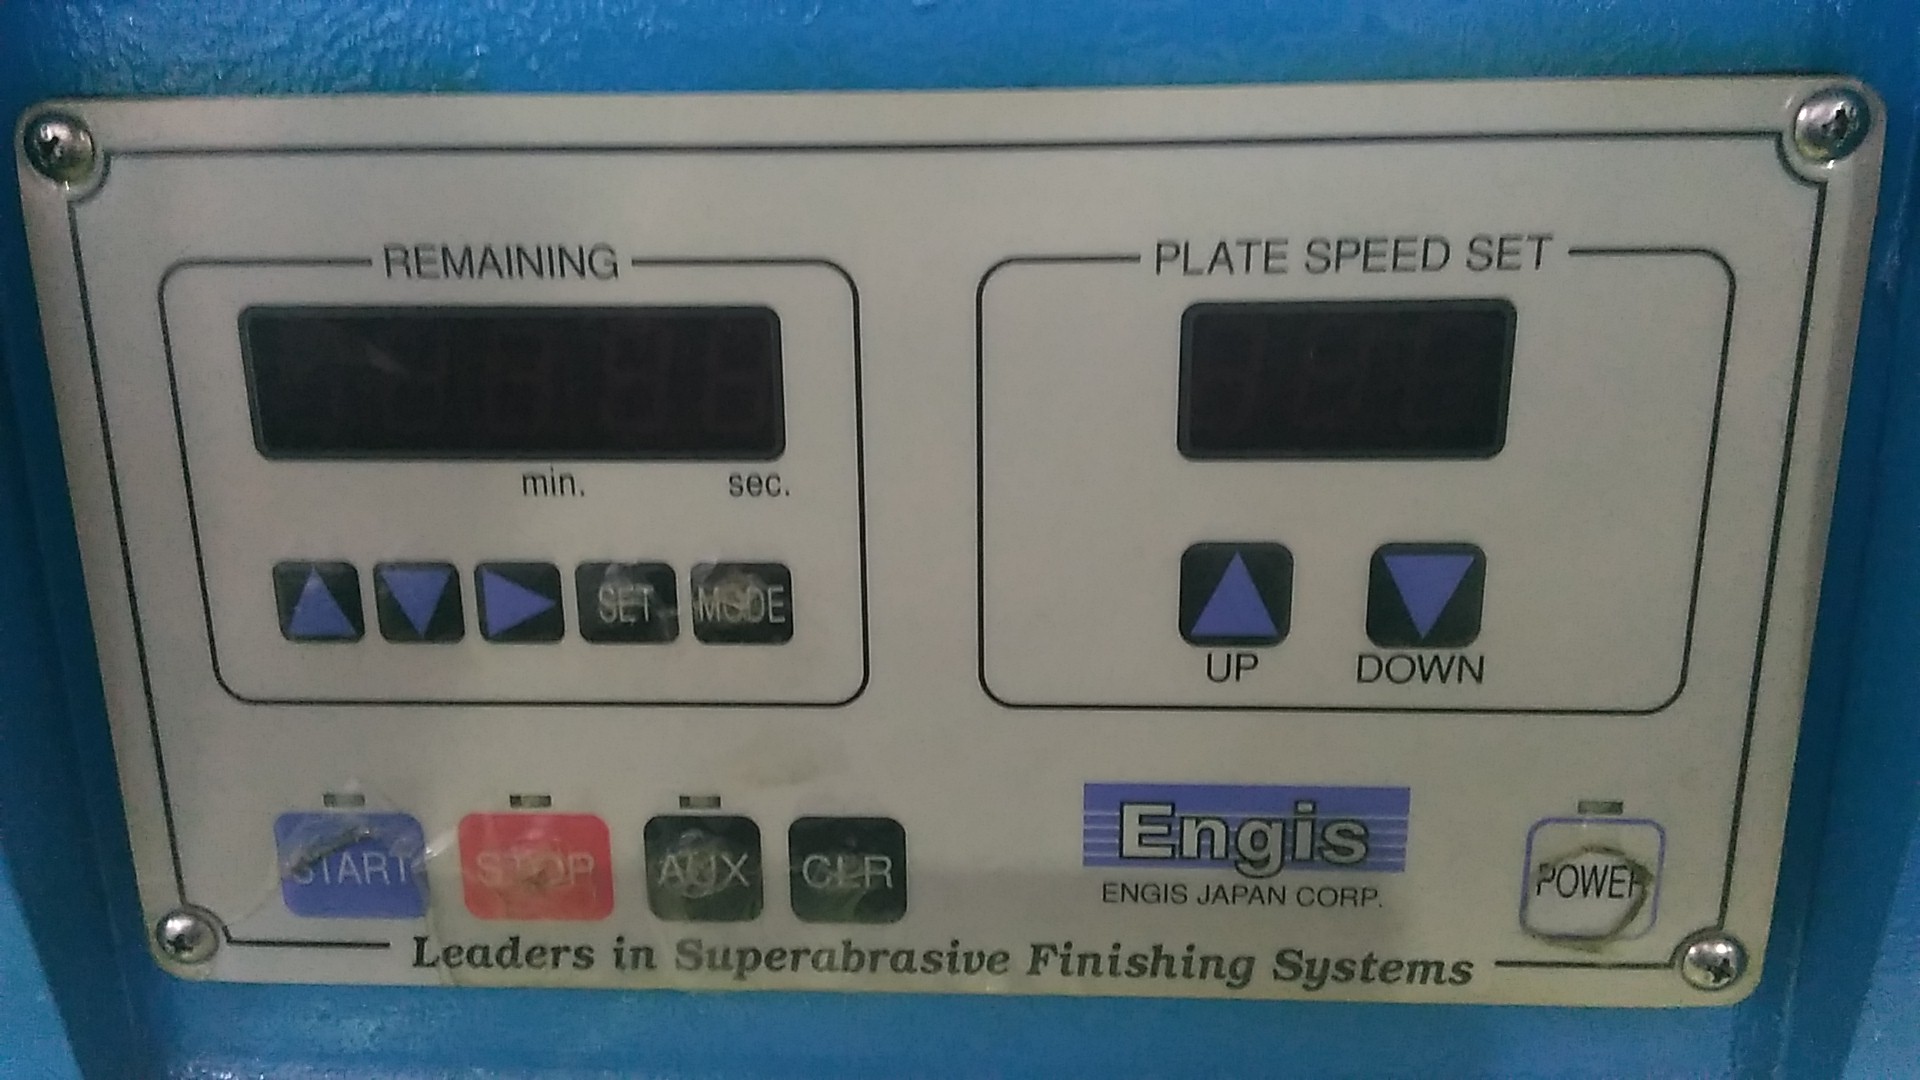 REMAINING
PLATE SPEED SET
min. sec.
SET MODE
UP DOWN
START STOP AUX CLR
Engis
ENGIS JAPAN CORP.
POWER
Leaders in Superabrasive Finishing Systems